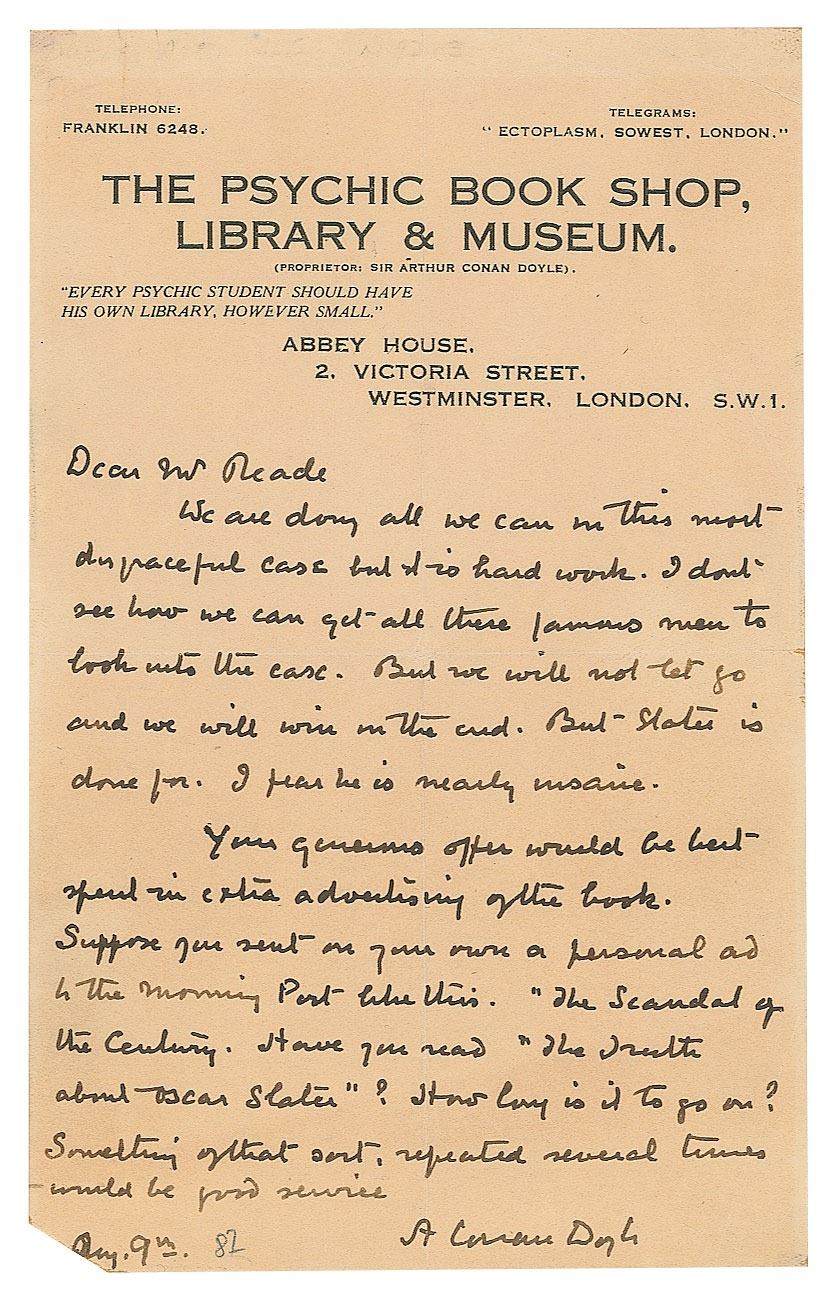 TELEPHONE:
FRANKLIN 6248.
TELEGRAMS:
"ECTOPLASM, SOWEST, LONDON."
THE PSYCHIC BOOK SHOP,
LIBRARY & MUSEUM.
(PROPRIETOR: SIR ARTHUR CONAN DOYLE).
"EVERY PSYCHIC STUDENT SHOULD HAVE
HIS OWN LIBRARY, HOWEVER SMALL."
ABBEY HOUSE,
2, VICTORIA STREET,
WESTMINSTER, LONDON, S.W.1.
Dear Mr Reade
We are doing all we can in this most
disgraceful case but it is hard work. I dont
see how we can get all these famous men to
look into the case. But we will not let go
and we will win in the end. But Slater is
done for. I fear he is nearly insane.
Your generous offer would be best
spent in extra advertising of the book.
Suppose you sent on your own a personal ad
to the Morning Post like this. "The Scandal of
the Century. Have you read "The Truth
about Oscar Slater"? How long is it to go on?
Something of that sort, repeated several times
would be good service
A Conan Doyle
Aug. 9th. 82